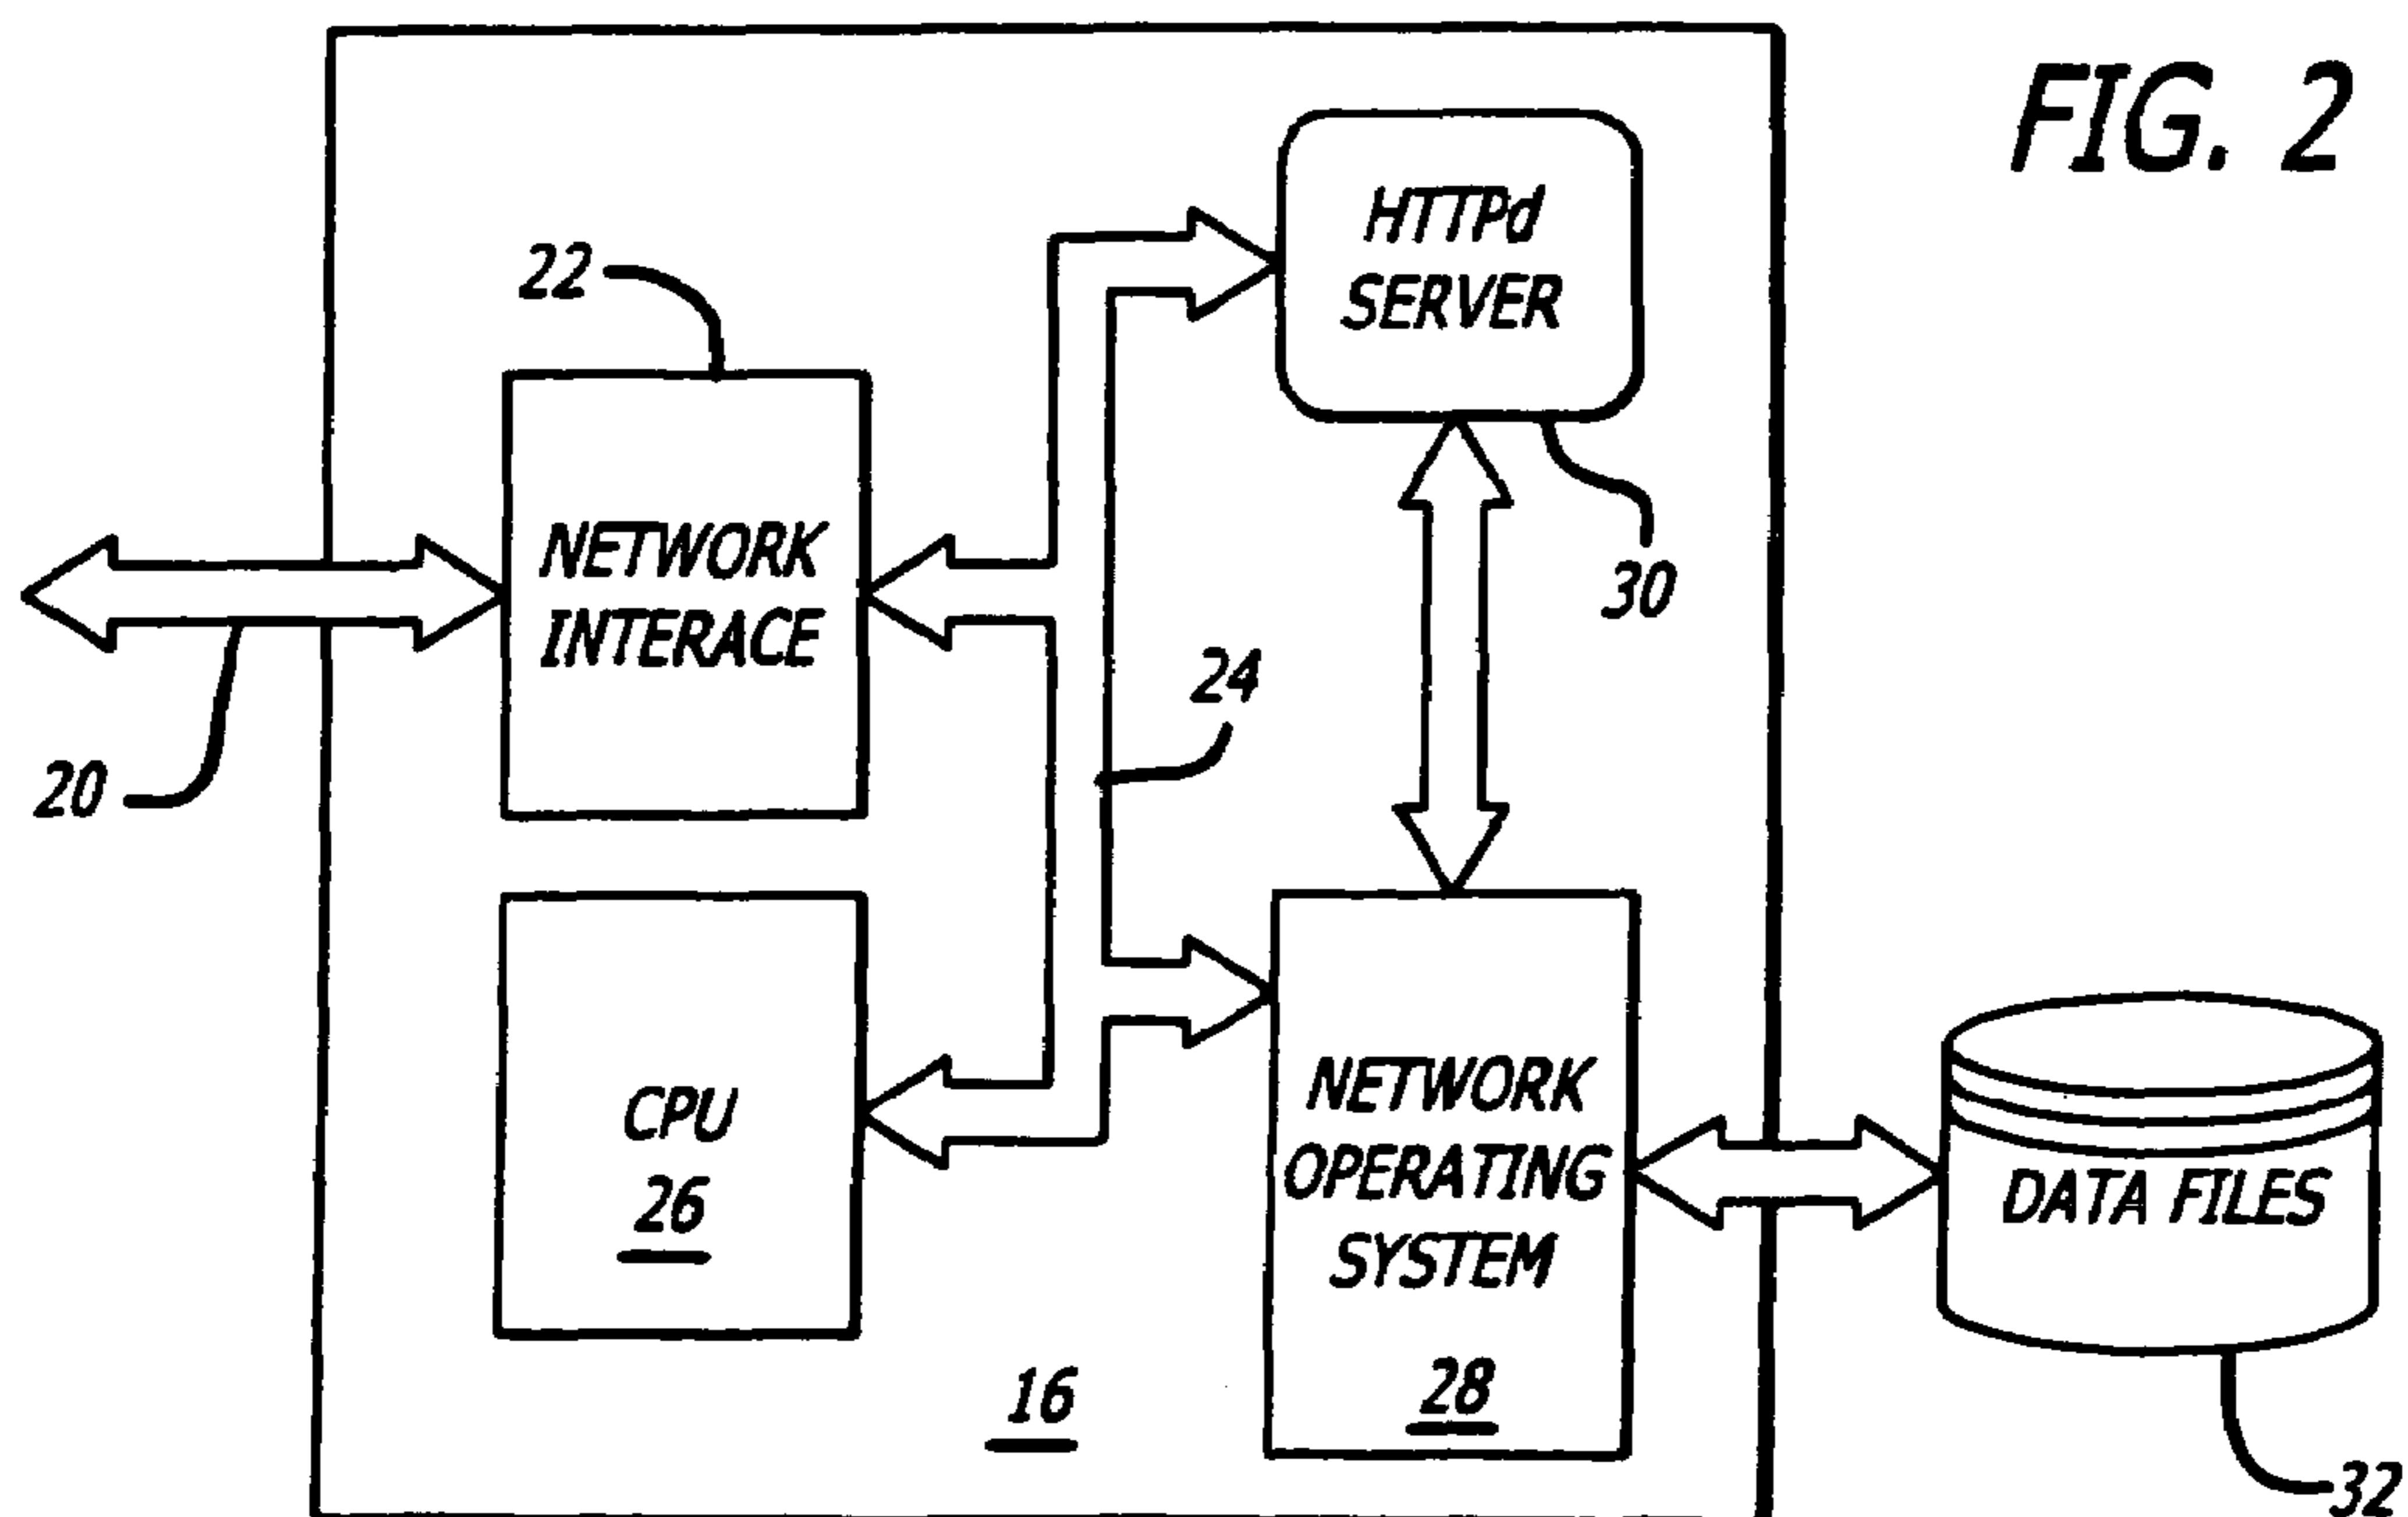 FIG. 2
HTTPd
SERVER
22
NETWORK
INTERACE
30
24
20
CPU
26
NETWORK
OPERATING
SYSTEM
28
DATA FILES
16
32